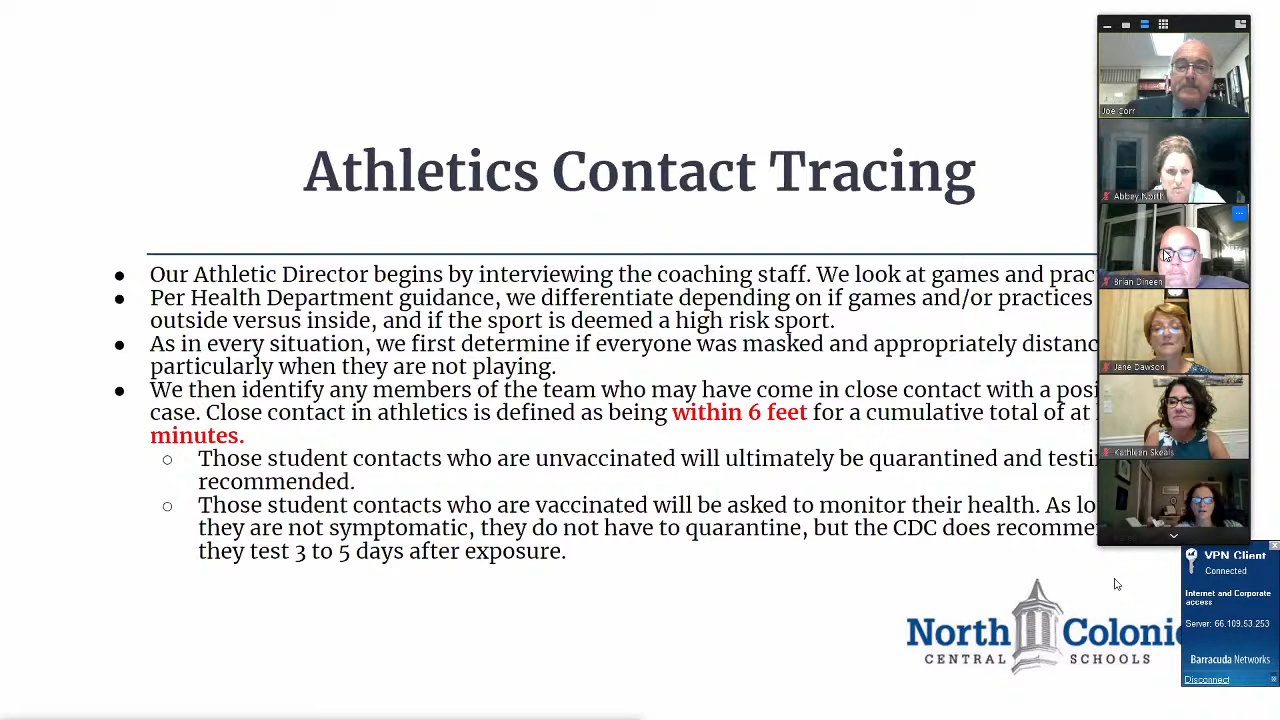 Athletics Contact Tracing
● Our Athletic Director begins by interviewing the coaching staff. We look at games and prac
● Per Health Department guidance, we differentiate depending on if games and/or practices
outside versus inside, and if the sport is deemed a high risk sport.
● As in every situation, we first determine if everyone was masked and appropriately distanc
particularly when they are not playing.
● We then identify any members of the team who may have come in close contact with a posi
case. Close contact in athletics is defined as being within 6 feet for a cumulative total of at
minutes.
○ Those student contacts who are unvaccinated will ultimately be quarantined and testi
recommended.
○ Those student contacts who are vaccinated will be asked to monitor their health. As lo
they are not symptomatic, they do not have to quarantine, but the CDC does recomme
they test 3 to 5 days after exposure.
North Colonie
CENTRAL SCHOOLS
Joe Corr
Abbey North
Brian Dineen
Jane Dawson
Kathleen Skeals
VPN Client
Connected
Internet and Corporate
access
Server: 66.109.53.253
Barracuda Networks
Disconnect